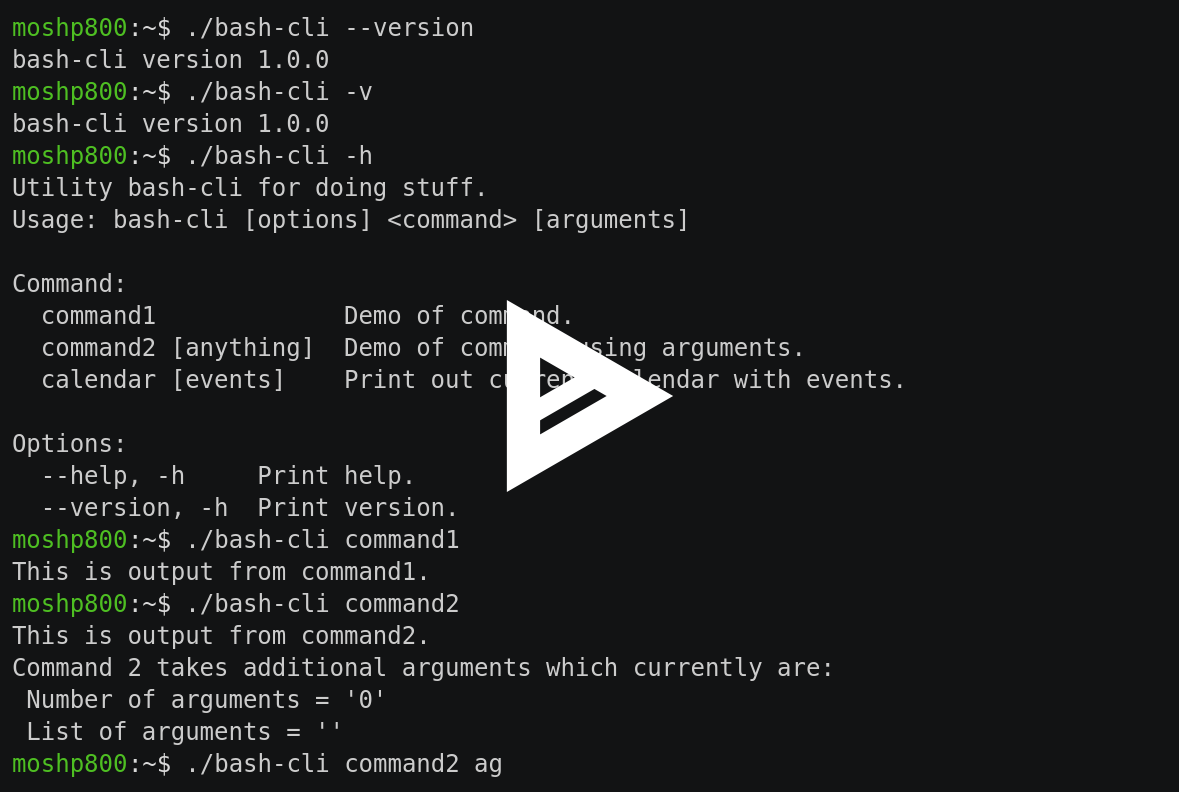 moshp800:~$ ./bash-cli --version
bash-cli version 1.0.0
moshp800:~$ ./bash-cli -v
bash-cli version 1.0.0
moshp800:~$ ./bash-cli -h
Utility bash-cli for doing stuff.
Usage: bash-cli [options] <command> [arguments]

Command:
  command1             Demo of command.
  command2 [anything]  Demo of using arguments.
  calendar [events]    Print out with events.

Options:
  --help, -h     Print help.
  --version, -h  Print version.
moshp800:~$ ./bash-cli command1
This is output from command1.
moshp800:~$ ./bash-cli command2
This is output from command2.
Command 2 takes additional arguments which currently are:
 Number of arguments = '0'
 List of arguments = ''
moshp800:~$ ./bash-cli command2 ag